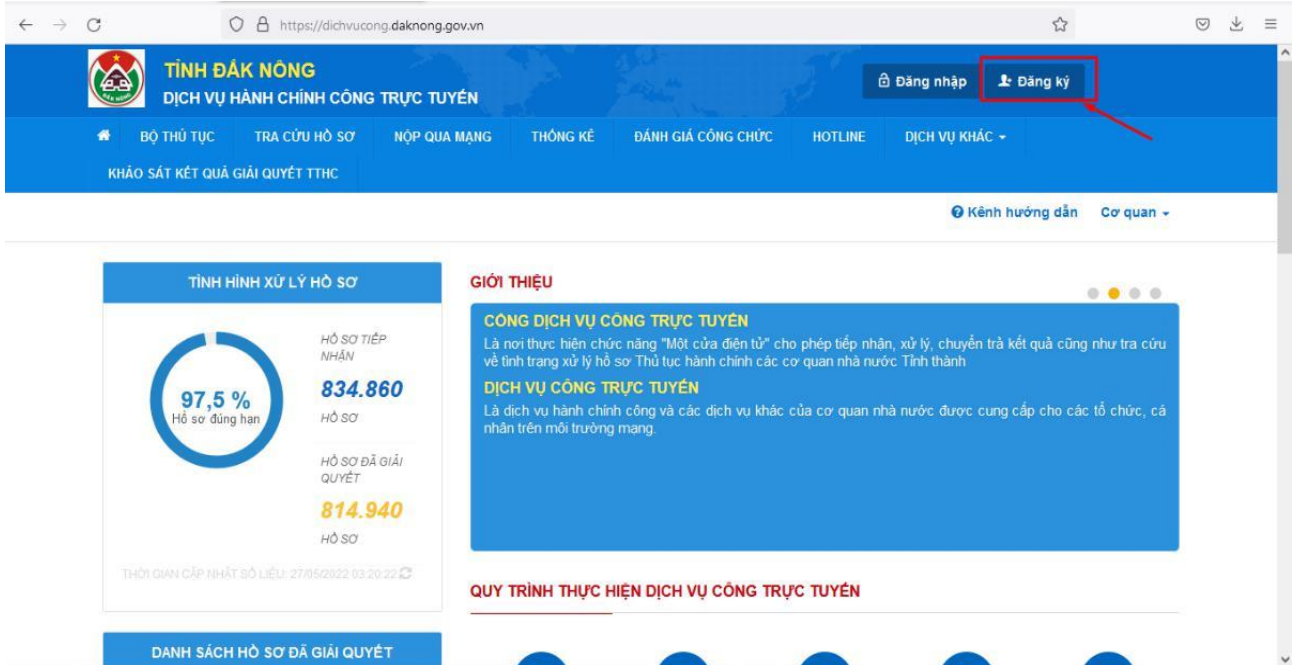 https://dichvucong.daknong.gov.vn
TỈNH ĐẮK NÔNG
DỊCH VỤ HÀNH CHÍNH CÔNG TRỰC TUYẾN
Đăng nhập
Đăng ký
BỘ THỦ TỤC
TRA CỨU HỒ SƠ
NỘP QUA MẠNG
THỐNG KÊ
ĐÁNH GIÁ CÔNG CHỨC
HOTLINE
DỊCH VỤ KHÁC
KHẢO SÁT KẾT QUẢ GIẢI QUYẾT TTHC
Kênh hướng dẫn
Cơ quan
TÌNH HÌNH XỬ LÝ HỒ SƠ
97,5 %
Hồ sơ đúng hạn
HỒ SƠ TIẾP
NHẬN
834.860
HỒ SƠ
HỒ SƠ ĐÃ GIẢI
QUYẾT
814.940
HỒ SƠ
THỜI GIAN CẬP NHẬT SỐ LIỆU: 27/05/2022 03:20:22
GIỚI THIỆU
CỔNG DỊCH VỤ CÔNG TRỰC TUYẾN
Là nơi thực hiện chức năng "Một cửa điện tử" cho phép tiếp nhận, xử lý, chuyển trả kết quả cũng như tra cứu
về tình trạng xử lý hồ sơ Thủ tục hành chính các cơ quan nhà nước Tỉnh thành
DỊCH VỤ CÔNG TRỰC TUYẾN
Là dịch vụ hành chính công và các dịch vụ khác của cơ quan nhà nước được cung cấp cho các tổ chức, cá
nhân trên môi trường mạng.
QUY TRÌNH THỰC HIỆN DỊCH VỤ CÔNG TRỰC TUYẾN
DANH SÁCH HỒ SƠ ĐÃ GIẢI QUYẾT